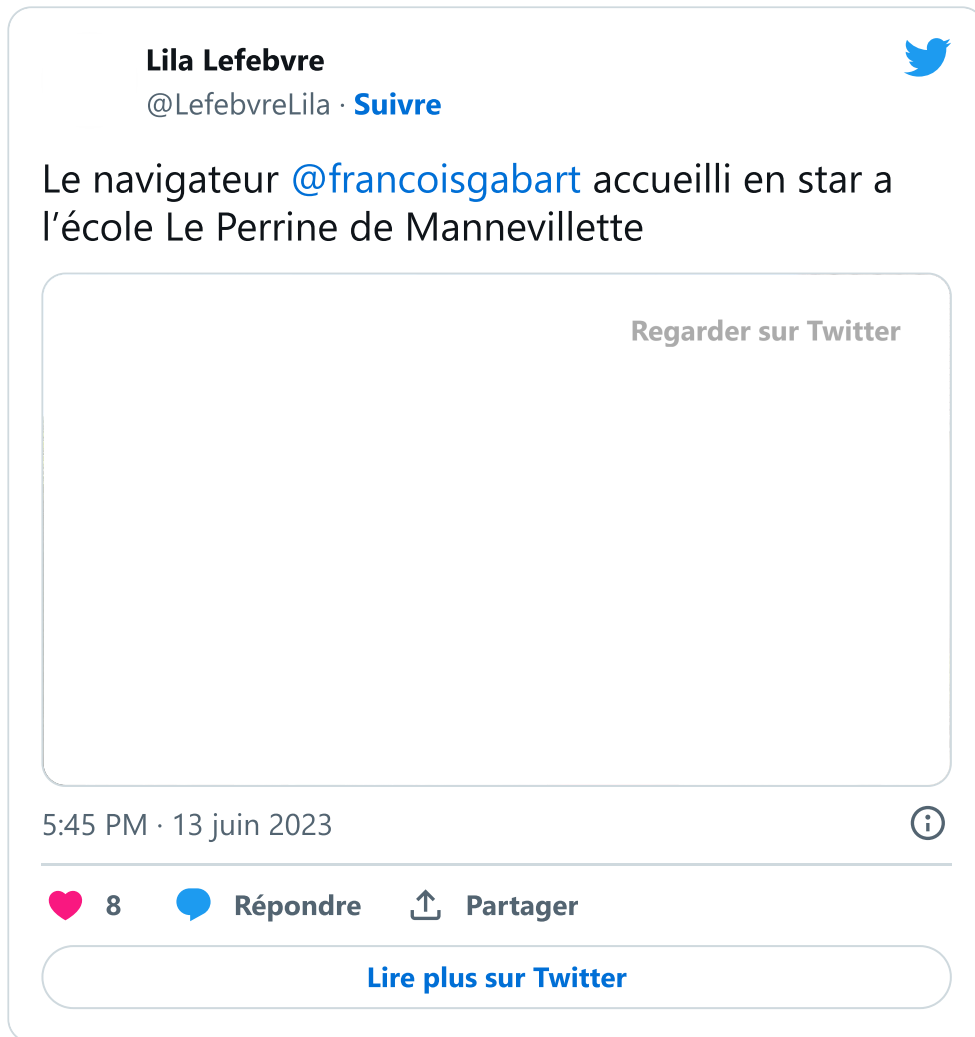 Lila Lefebvre
@LefebvreLila · Suivre
Le navigateur @francoisgabart accueilli en star a
l’école Le Perrine de Mannevillette
Regarder sur Twitter
5:45 PM · 13 juin 2023
8 Répondre Partager
Lire plus sur Twitter